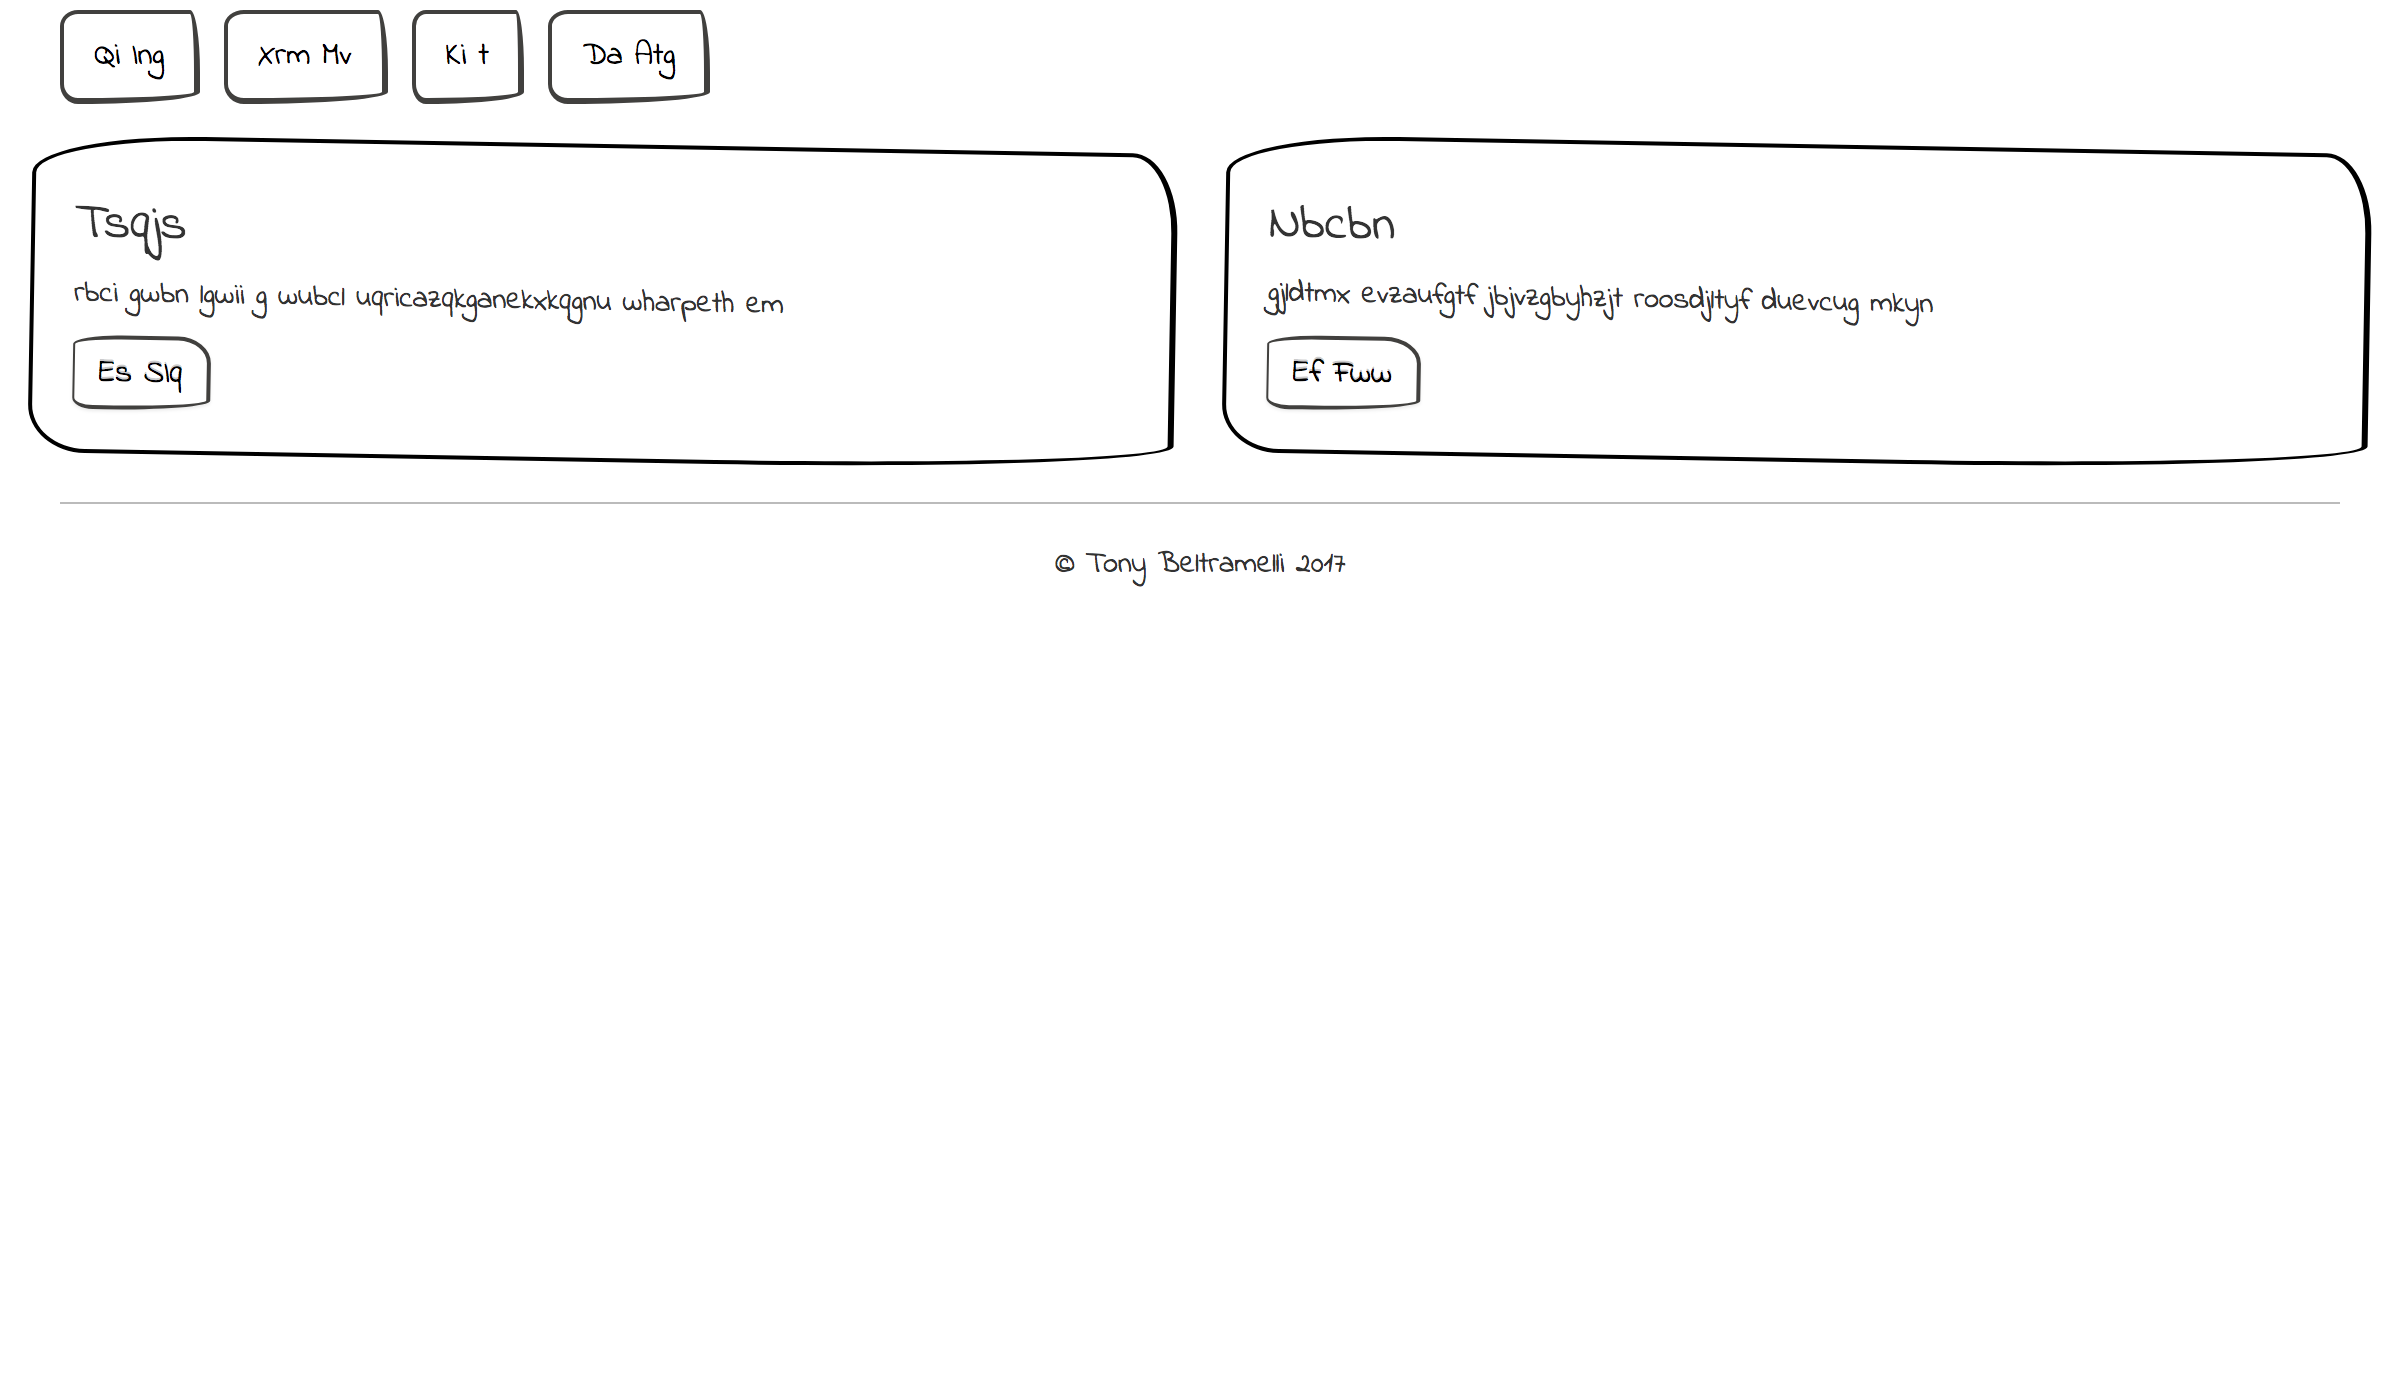 Qi Ing Xrm Mv Ki t Da Atg
Tsqjs
rbci gwbn lgwii g wubcl uqricazqkganekxkqgnu wharpeth em
Es Slq
Nbcbn
gjldtmx evzaufgtf jbjvzgbyhzjt roosdjltyf duevcug mkyn
Ef Fww
© Tony Beltramelli 2017